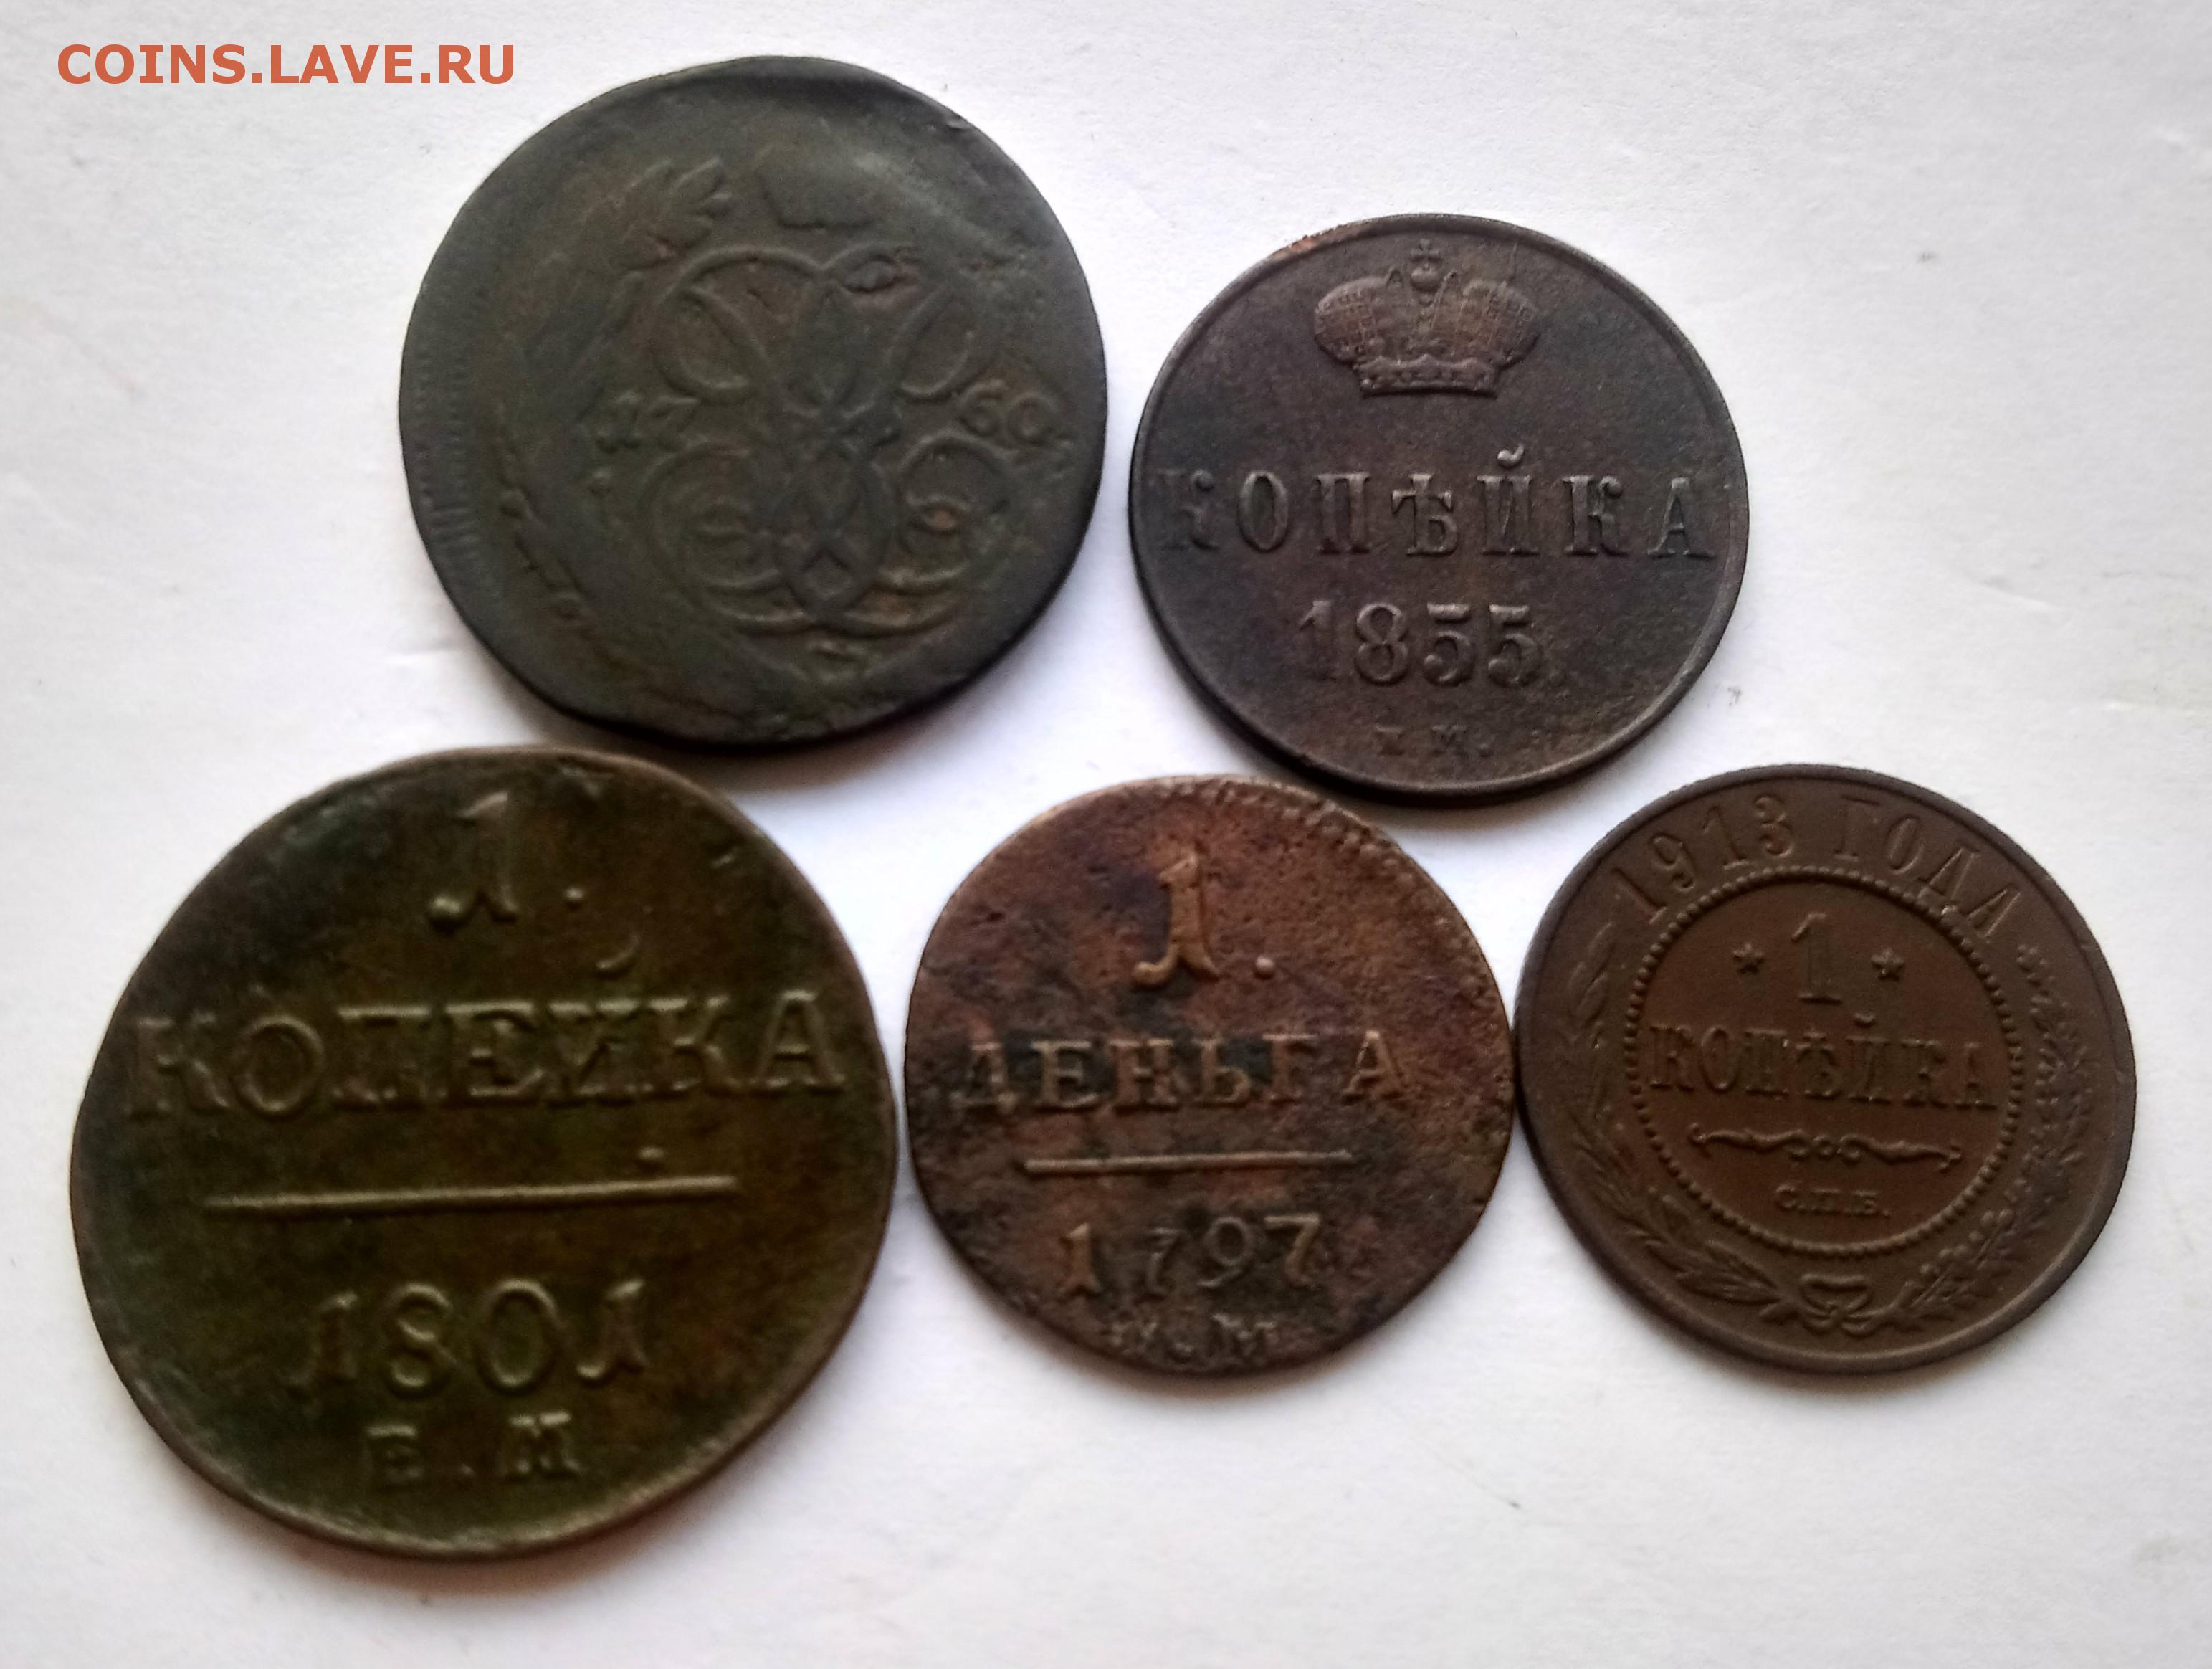 COINS.LAVE.RU
17 60
КОПѢЙКА
1855
Е.М.
1.
КОПЕЙКА
1801
Е.М
1.
ДЕНЬГА
1797
1913 ГОДА
1
КОПѢЙКА
С.П.Б.